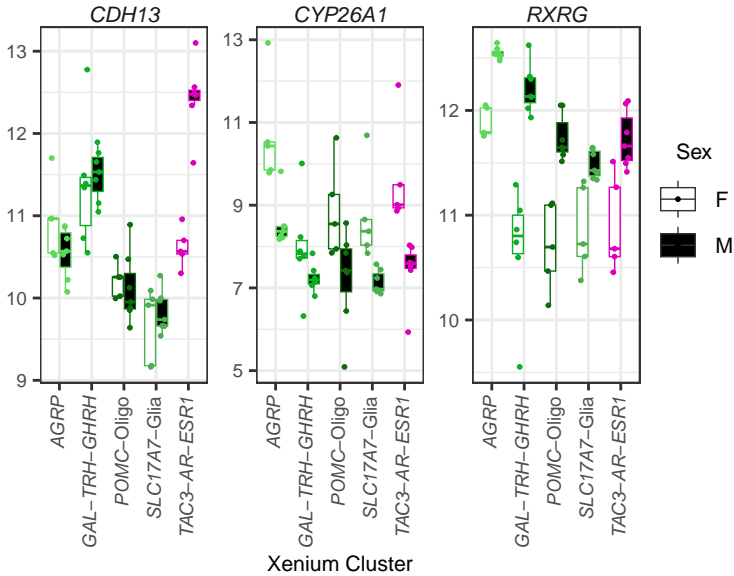 CDH13
CYP26A1
RXRG
13
12
11
10
9
13
11
9
7
5
12
11
10
AGRP
GAL−TRH−GHRH
POMC−Oligo
SLC17A7−Glia
TAC3−AR−ESR1
AGRP
GAL−TRH−GHRH
POMC−Oligo
SLC17A7−Glia
TAC3−AR−ESR1
AGRP
GAL−TRH−GHRH
POMC−Oligo
SLC17A7−Glia
TAC3−AR−ESR1
Xenium Cluster
Sex
F
M